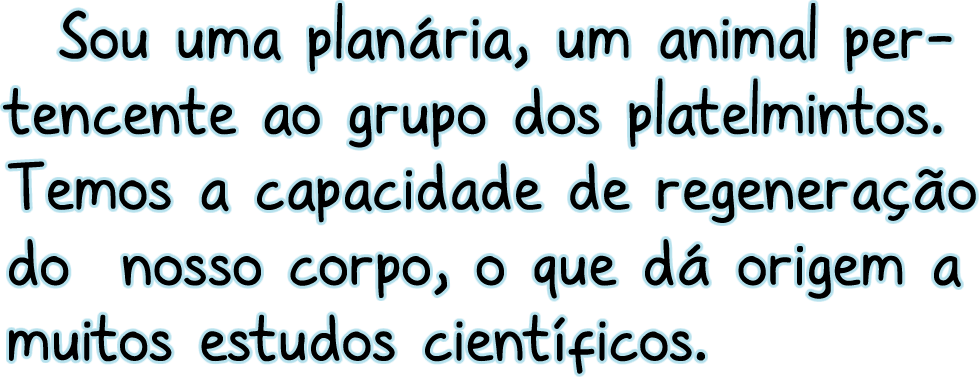 Sou uma planária, um animal per-
tencente ao grupo dos platelmintos.
Temos a capacidade de regeneração
do nosso corpo, o que dá origem a
muitos estudos científicos.